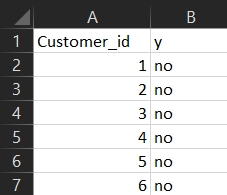 A B
1 Customer_id y
2 1 no
3 2 no
4 3 no
5 4 no
6 5 no
7 6 no